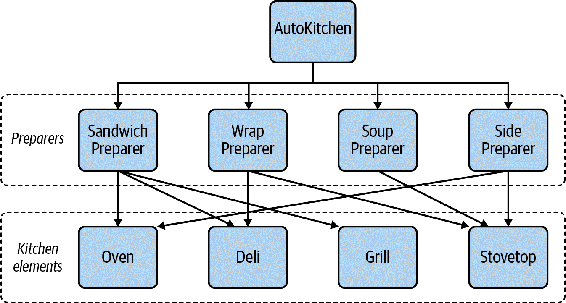 AutoKitchen
Preparers
Sandwich
Preparer
Wrap
Preparer
Soup
Preparer
Side
Preparer
Kitchen
elements
Oven
Deli
Grill
Stovetop